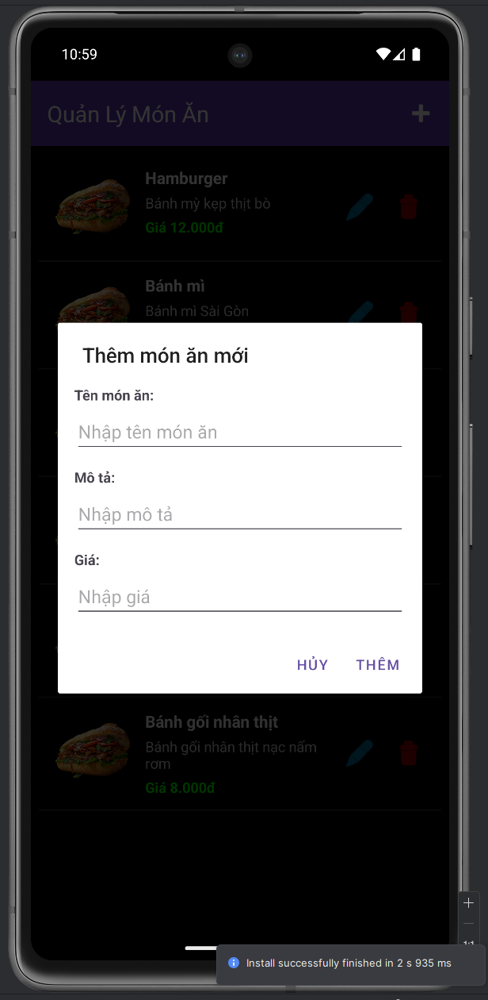 10:59
Quản Lý Món Ăn
Hamburger
Bánh mỳ kẹp thịt bò
Giá 12.000đ
Bánh mì
Bánh mì Sài Gòn
Thêm món ăn mới
Tên món ăn:
Nhập tên món ăn
Mô tả:
Nhập mô tả
Giá:
Nhập giá
HỦY THÊM
Bánh gối nhân thịt
Bánh gối nhân thịt nạc nấm
rơm
Giá 8.000đ
Install successfully finished in 2 s 935 ms